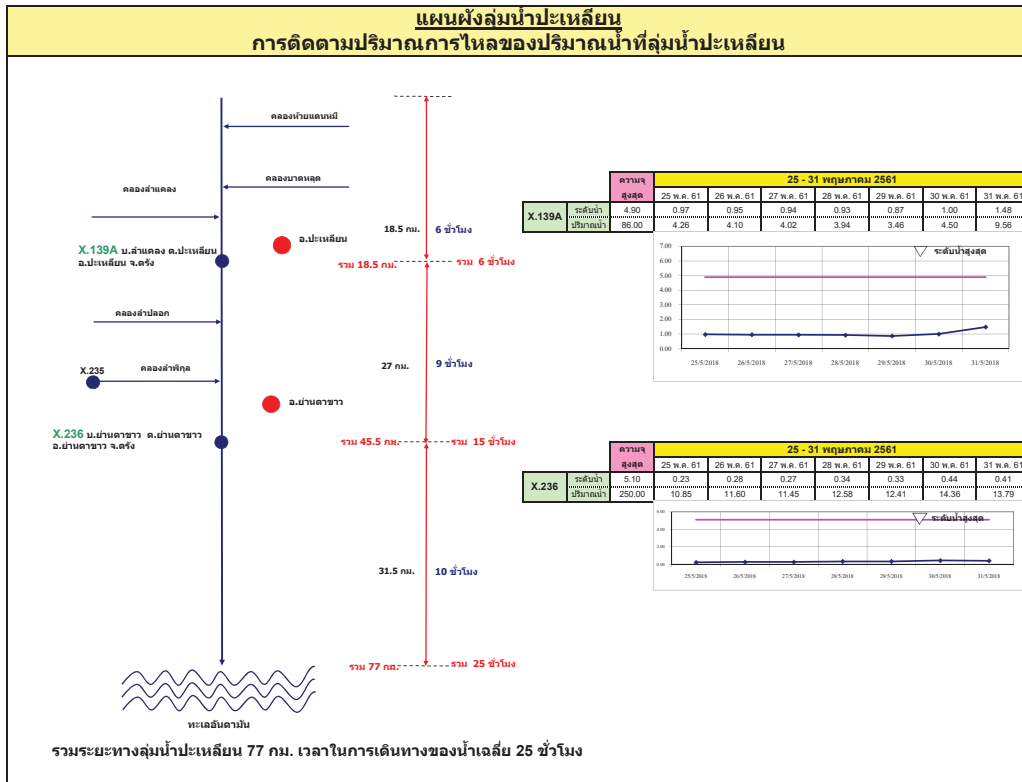 แผนผังลุ่มน้ำปะเหลียน
การติดตามปริมาณการไหลของปริมาณน้ำที่ลุ่มน้ำปะเหลียน
คลองห้วยแดนหมี
คลองบาดหลุด
คลองลำแคลง
18.5 กม. 6 ชั่วโมง
อ.ปะเหลียน
X.139A บ.ลำแคลง ต.ปะเหลียน
อ.ปะเหลียน จ.ตรัง
รวม 18.5 กม. รวม 6 ชั่วโมง
คลองลำปลอก
X.235 คลองลำพิกุล
27 กม. 9 ชั่วโมง
อ.ย่านตาขาว
X.236 บ.ย่านตาขาว ต.ย่านตาขาว
อ.ย่านตาขาว จ.ตรัง
รวม 45.5 กม. รวม 15 ชั่วโมง
31.5 กม. 10 ชั่วโมง
รวม 77 กม. รวม 25 ชั่วโมง
ทะเลอันดามัน
รวมระยะทางลุ่มน้ำปะเหลียน 77 กม. เวลาในการเดินทางของน้ำเฉลี่ย 25 ชั่วโมง
ความจุ 25 - 31 พฤษภาคม 2561
สูงสุด 25 พ.ค. 61 26 พ.ค. 61 27 พ.ค. 61 28 พ.ค. 61 29 พ.ค. 61 30 พ.ค. 61 31 พ.ค. 61
X.139A ระดับน้ำ 4.90 0.97 0.95 0.94 0.93 0.87 1.00 1.48
ปริมาณน้ำ 86.00 4.26 4.10 4.02 3.94 3.46 4.50 9.56
ระดับน้ำสูงสุด
7.00
6.00
5.00
4.00
3.00
2.00
1.00
0.00
25/5/2018 26/5/2018 27/5/2018 28/5/2018 29/5/2018 30/5/2018 31/5/2018
ความจุ 25 - 31 พฤษภาคม 2561
สูงสุด 25 พ.ค. 61 26 พ.ค. 61 27 พ.ค. 61 28 พ.ค. 61 29 พ.ค. 61 30 พ.ค. 61 31 พ.ค. 61
X.236 ระดับน้ำ 5.10 0.23 0.28 0.27 0.34 0.33 0.44 0.41
ปริมาณน้ำ 250.00 10.85 11.60 11.45 12.58 12.41 14.36 13.79
ระดับน้ำสูงสุด
6.00
4.00
2.00
0.00
25/5/2018 26/5/2018 27/5/2018 28/5/2018 29/5/2018 30/5/2018 31/5/2018